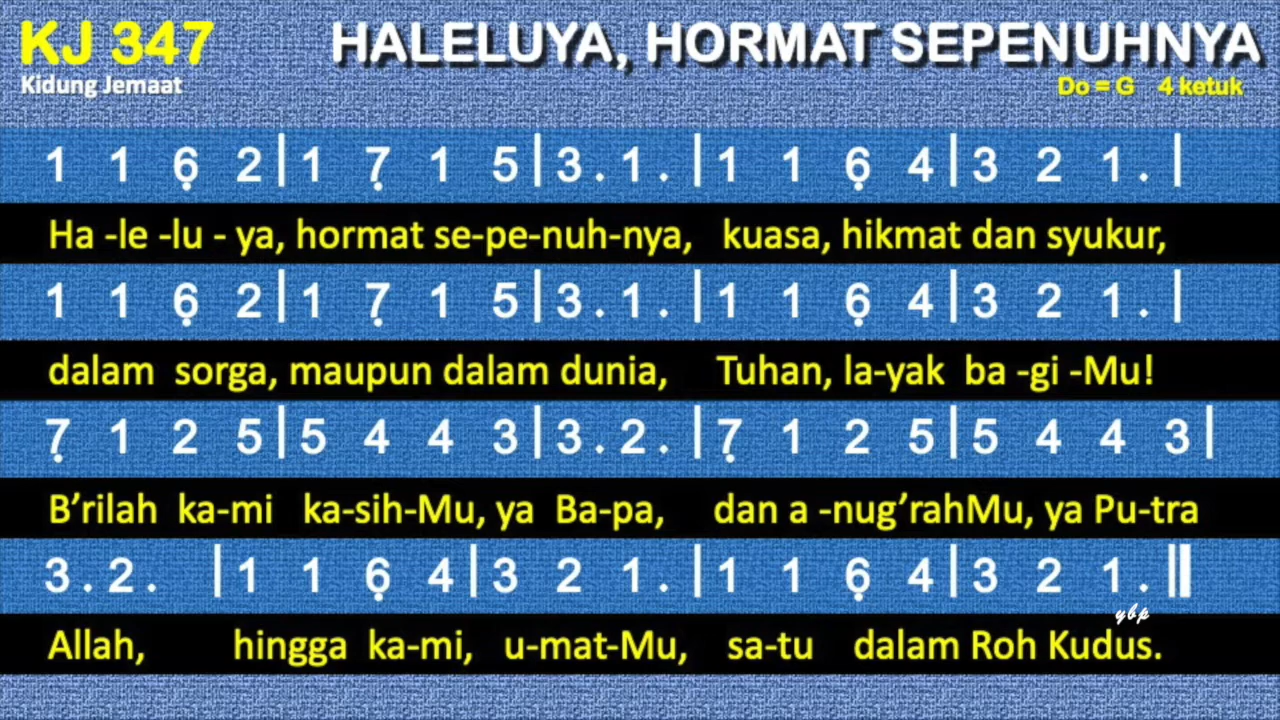 KJ 347 HALELUYA, HORMAT SEPENUHNYA
Kidung Jemaat Do = G 4 ketuk
1 1 6̣ 2 | 1 7̣ 1 5 | 3 . 1 . | 1 1 6̣ 4 | 3 2 1 . |
Ha -le -lu - ya, hormat se-pe-nuh-nya, kuasa, hikmat dan syukur,
1 1 6̣ 2 | 1 7̣ 1 5 | 3 . 1 . | 1 1 6̣ 4 | 3 2 1 . |
dalam sorga, maupun dalam dunia, Tuhan, la-yak ba -gi -Mu!
7̣ 1 2 5 | 5 4 4 3 | 3 . 2 . | 7̣ 1 2 5 | 5 4 4 3 |
B’rilah ka-mi ka-sih-Mu, ya Ba-pa, dan a -nug’rahMu, ya Pu-tra
3 . 2 . | 1 1 6̣ 4 | 3 2 1 . | 1 1 6̣ 4 | 3 2 1 . ||
ybp
Allah, hingga ka-mi, u-mat-Mu, sa-tu dalam Roh Kudus.